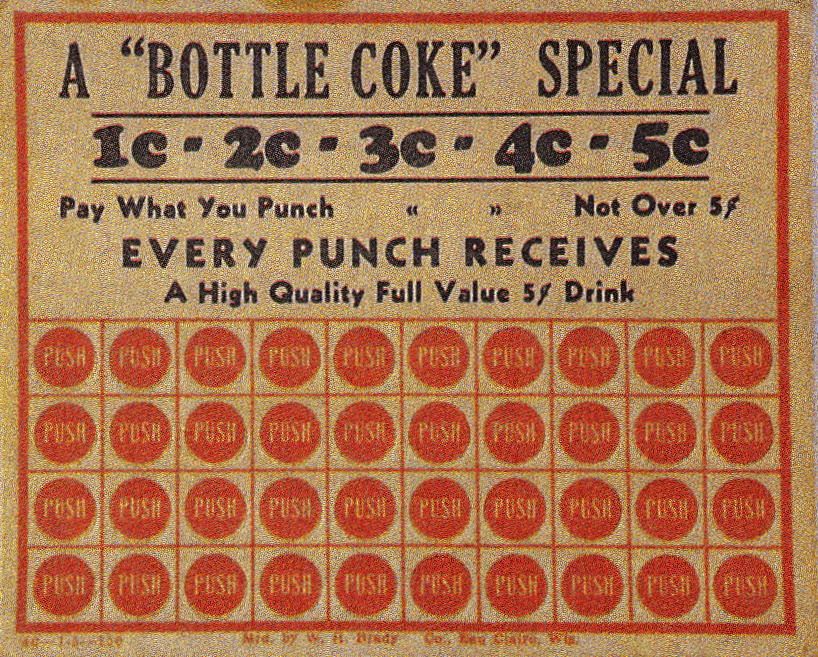 A “BOTTLE COKE” SPECIAL
1c - 2c - 3c - 4c - 5c
Pay What You Punch « » Not Over 5¢
EVERY PUNCH RECEIVES
A High Quality Full Value 5¢ Drink
PUSH PUSH PUSH PUSH PUSH PUSH PUSH PUSH PUSH PUSH
PUSH PUSH PUSH PUSH PUSH PUSH PUSH PUSH PUSH PUSH
PUSH PUSH PUSH PUSH PUSH PUSH PUSH PUSH PUSH PUSH
PUSH PUSH PUSH PUSH PUSH PUSH PUSH PUSH PUSH PUSH
Mfd. by W. H. Brady Co., Eau Claire, Wis.